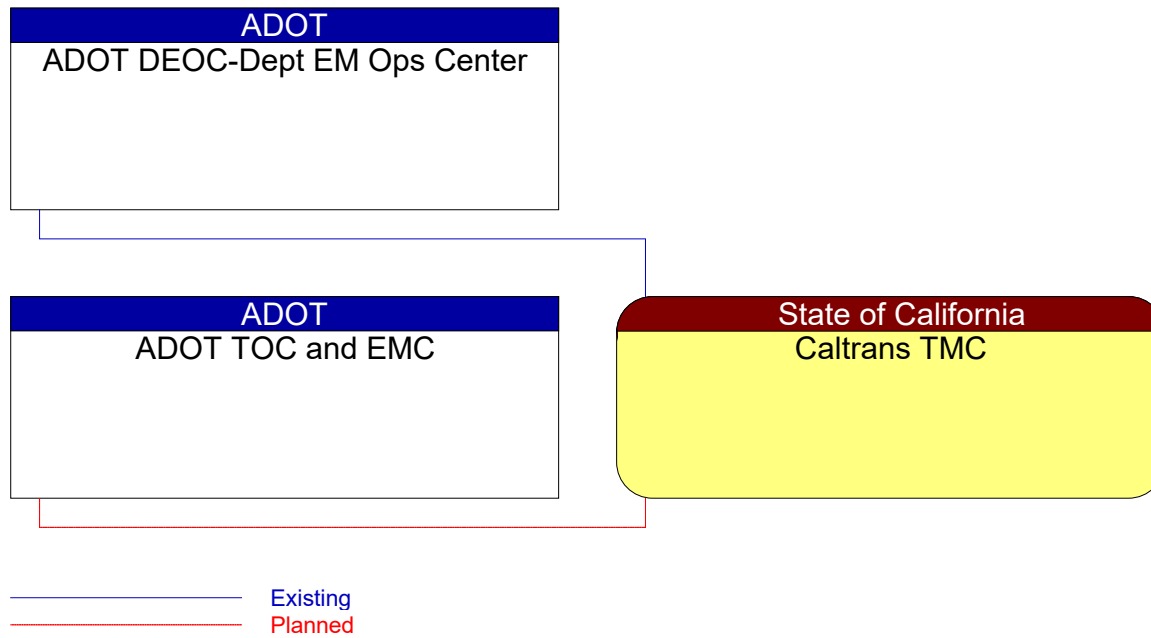 ADOT
ADOT DEOC-Dept EM Ops Center
ADOT
ADOT TOC and EMC
State of California
Caltrans TMC
Existing
Planned